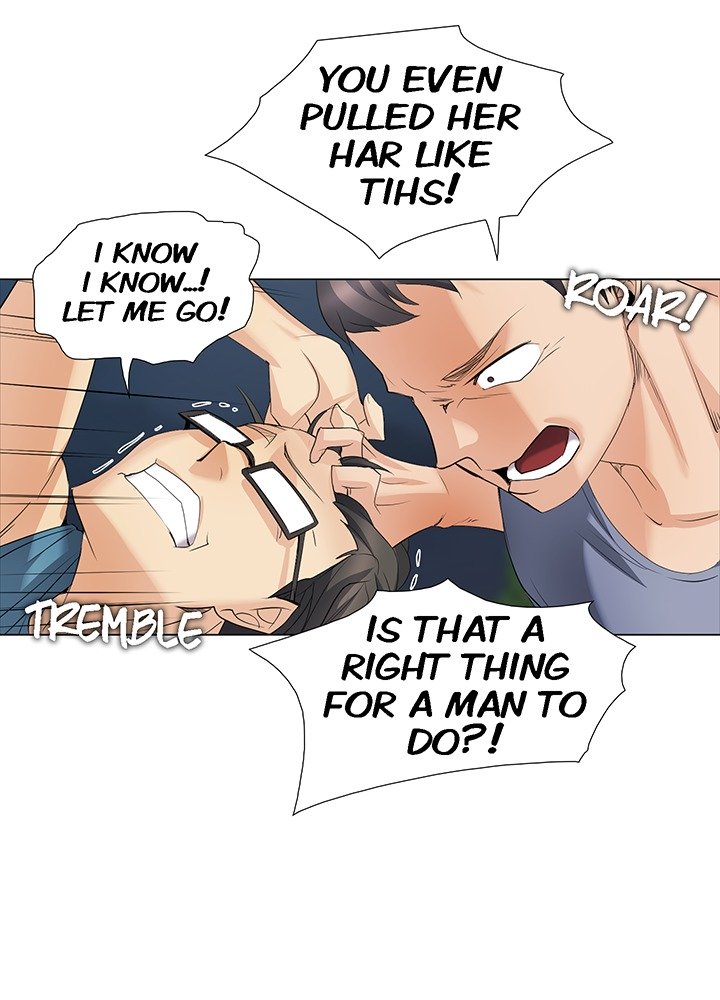 YOU EVEN
PULLED HER
HAR LIKE
TIHS!
I KNOW
I KNOW...!
LET ME GO!
ROAR!
TREMBLE
IS THAT A
RIGHT THING
FOR A MAN TO
DO?!